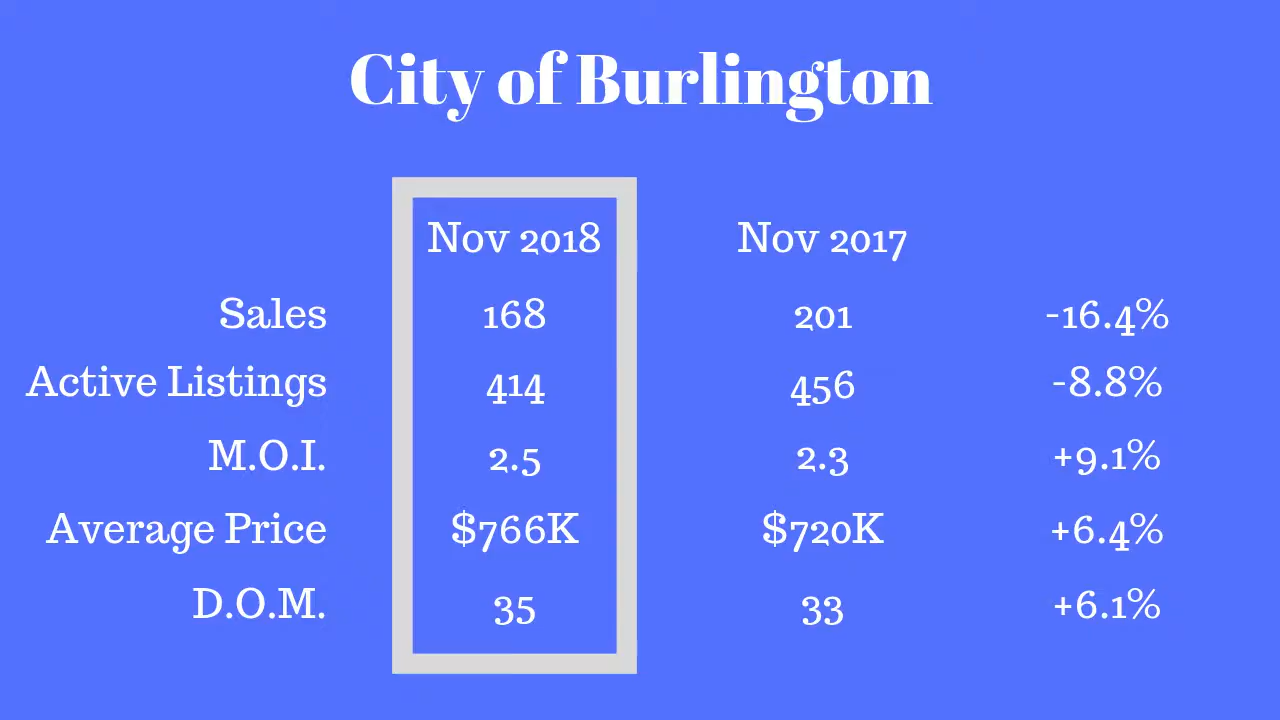 City of Burlington
Nov 2018 Nov 2017
Sales 168 201 -16.4%
Active Listings 414 456 -8.8%
M.O.I. 2.5 2.3 +9.1%
Average Price $766K $720K +6.4%
D.O.M. 35 33 +6.1%